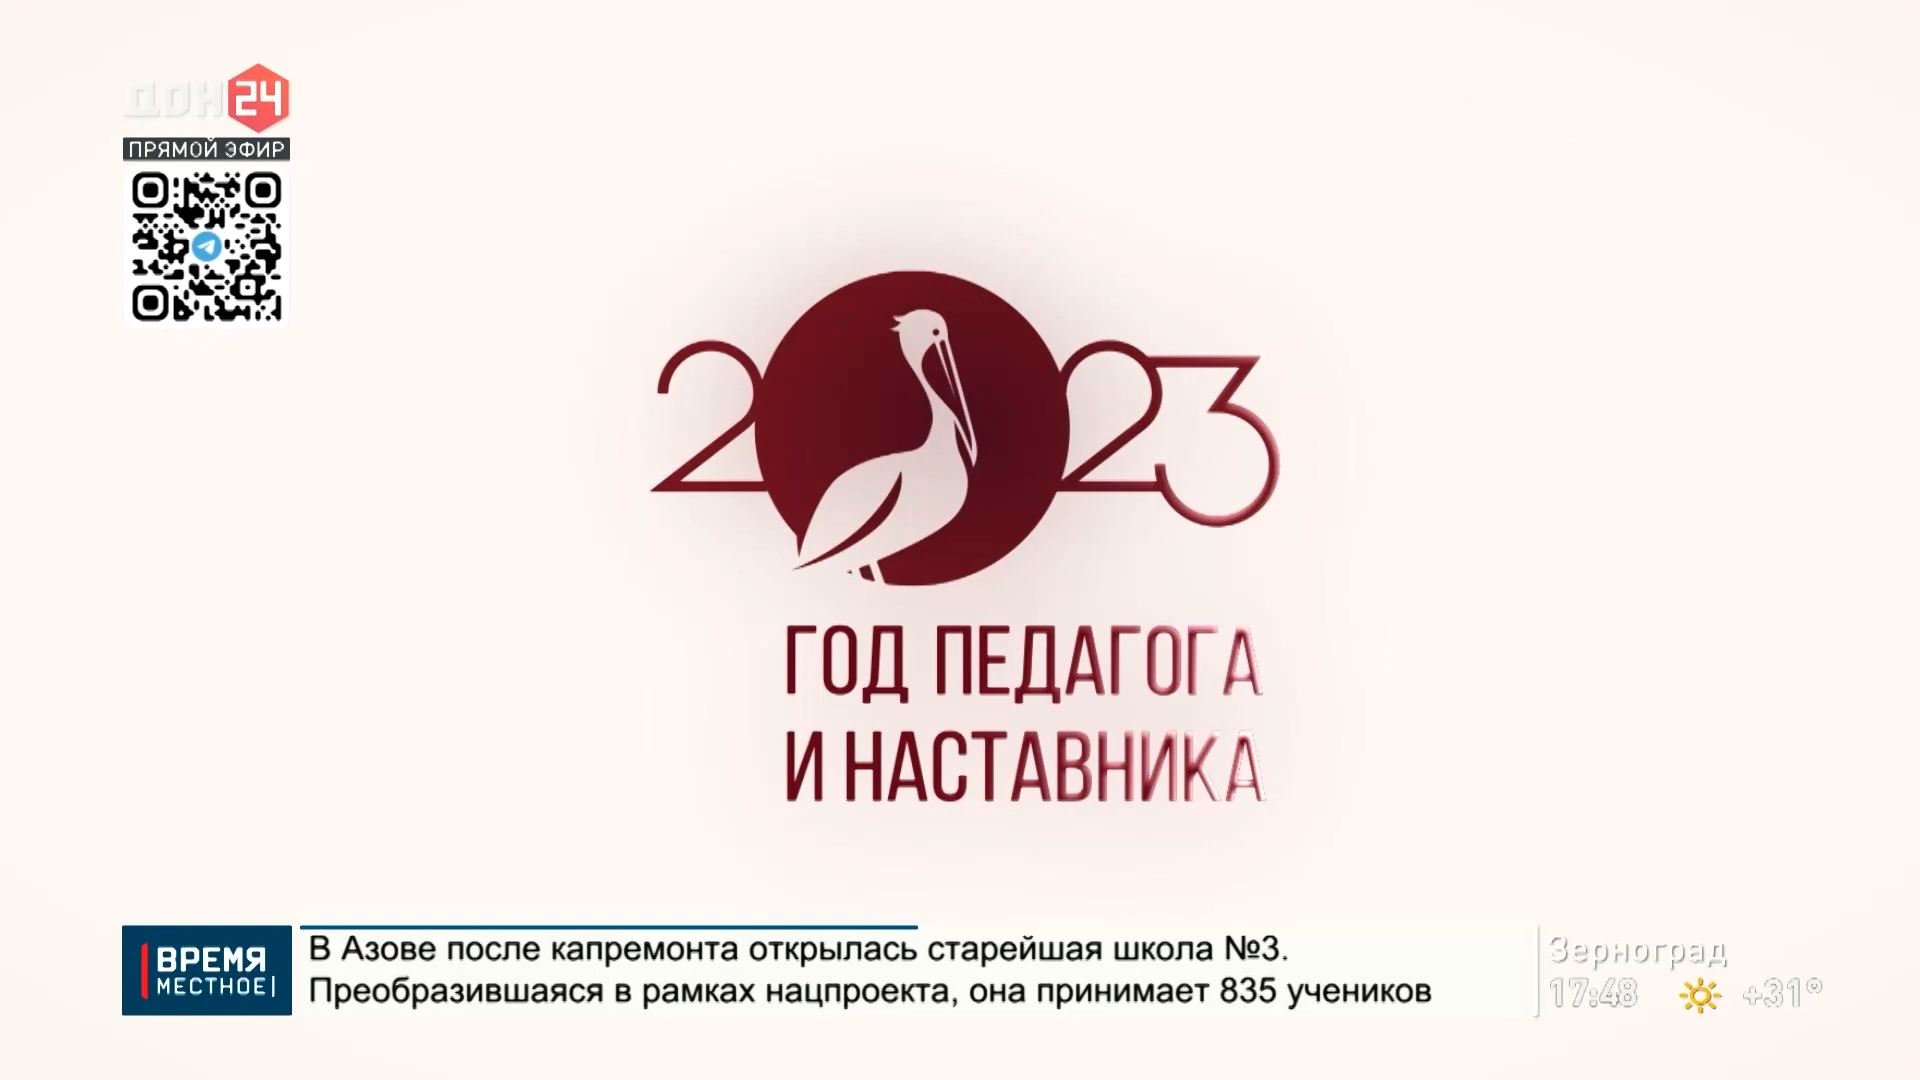 ДОН24
ПРЯМОЙ ЭФИР
2023
ГОД ПЕДАГОГА
И НАСТАВНИКА
ВРЕМЯ
МЕСТНОЕ
В Азове после капремонта открылась старейшая школа №3.
Преобразившаяся в рамках нацпроекта, она принимает 835 учеников
Зерноград
17:48 +31°